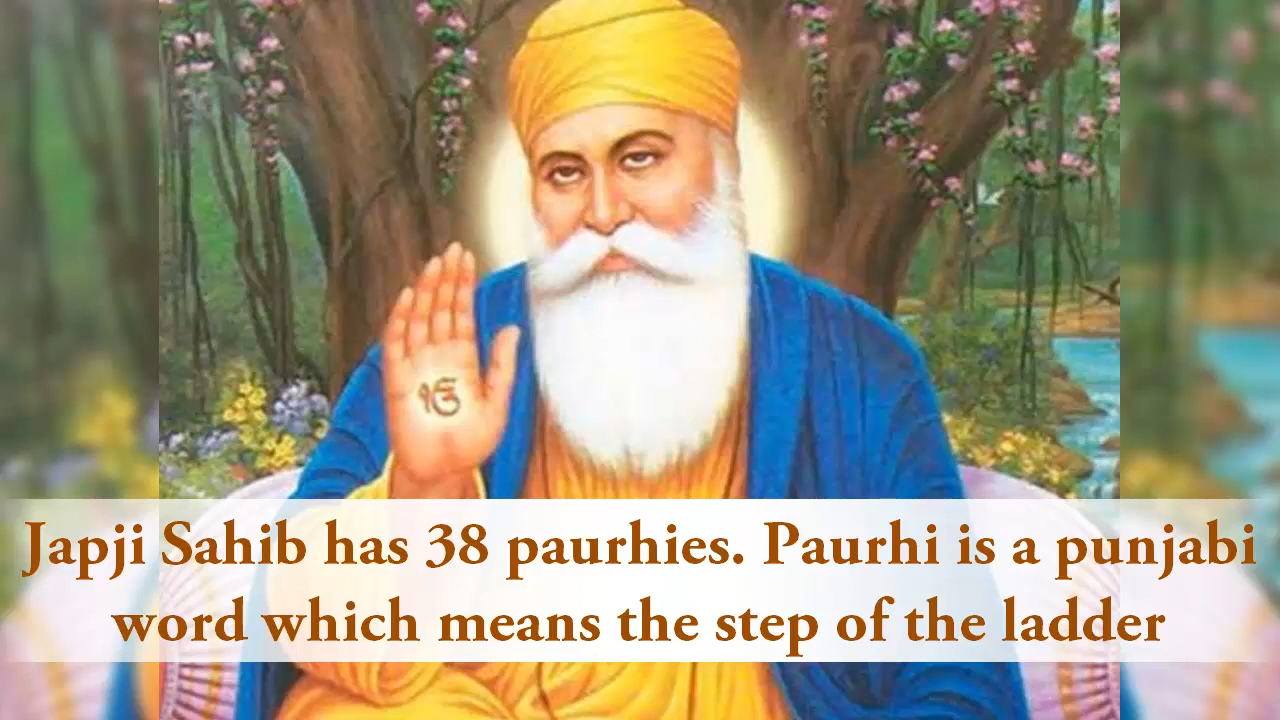 ੴ
Japji Sahib has 38 paurhies. Paurhi is a punjabi
word which means the step of the ladder